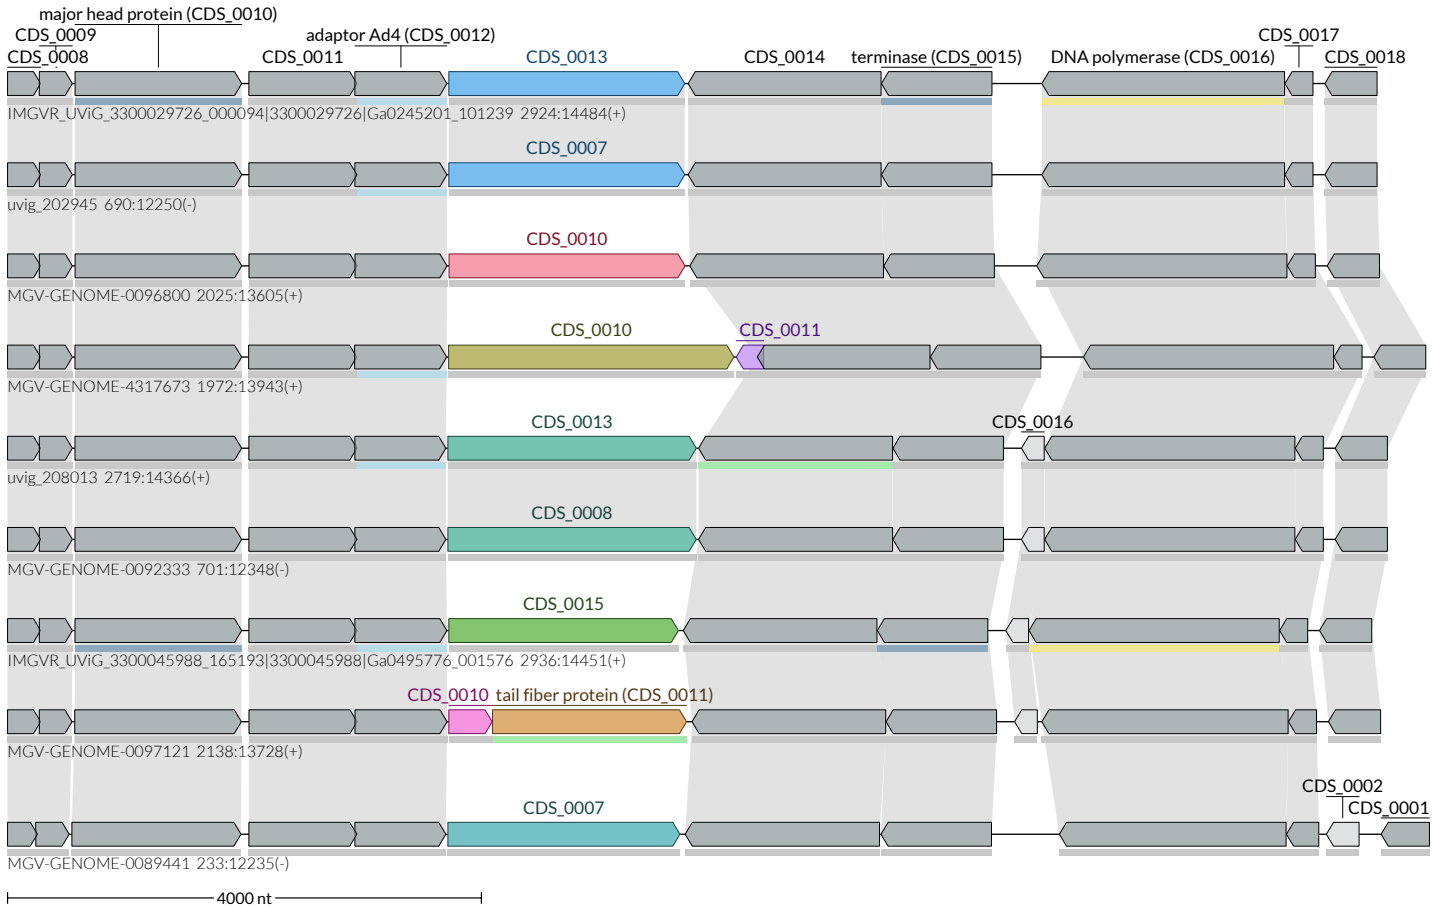 major head protein (CDS_0010)
CDS_0009 adaptor Ad4 (CDS_0012) CDS_0017
CDS_0008 CDS_0011 CDS_0013 CDS_0014 terminase (CDS_0015) DNA polymerase (CDS_0016) CDS_0018
IMGVR_UViG_3300029726_000094|3300029726|Ga0245201_101239 2924:14484(+)
CDS_0007
uvig_202945 690:12250(-)
CDS_0010
MGV-GENOME-0096800 2025:13605(+)
CDS_0010 CDS_0011
MGV-GENOME-4317673 1972:13943(+)
CDS_0013 CDS_0016
uvig_208013 2719:14366(+)
CDS_0008
MGV-GENOME-0092333 701:12348(-)
CDS_0015
IMGVR_UViG_3300045988_165193|3300045988|Ga0495776_001576 2936:14451(+)
CDS_0010 tail fiber protein (CDS_0011)
MGV-GENOME-0097121 2138:13728(+)
CDS_0002
CDS_0007 CDS_0001
MGV-GENOME-0089441 233:12235(-)
4000 nt